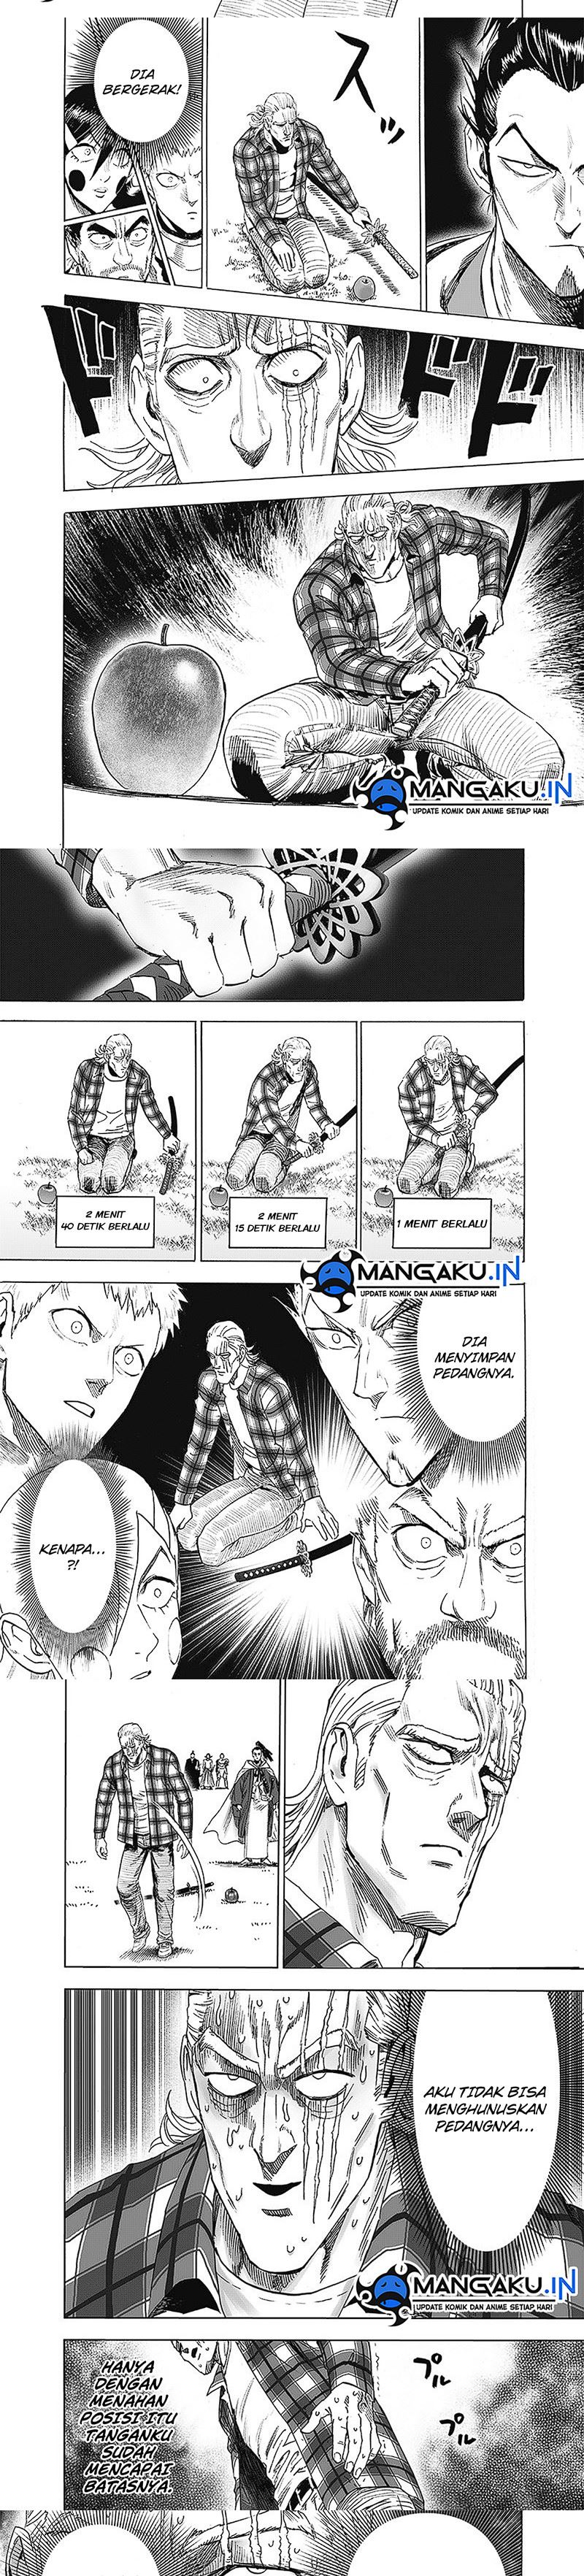 DIA
BERGERAK!
スッ
ド
ドド
MANGAKU.IN
UPDATE KOMIK DAN ANIME SETIAP HARI
2 MENIT
40 DETIK BERLALU
2 MENIT
15 DETIK BERLALU
1 MENIT BERLALU
MANGAKU.IN
UPDATE KOMIK DAN ANIME SETIAP HARI
DIA
MENYIMPAN
PEDANGNYA.
KENAPA...
?!
AKU TIDAK BISA
MENGHUNUSKAN
PEDANGNYA...
MANGAKU.IN
UPDATE KOMIK DAN ANIME SETIAP HARI
HANYA
DENGAN
MENAHAN
POSISI ITU
TANGANKU
SUDAH
MENCAPAI
BATASNYA.
プル
プル